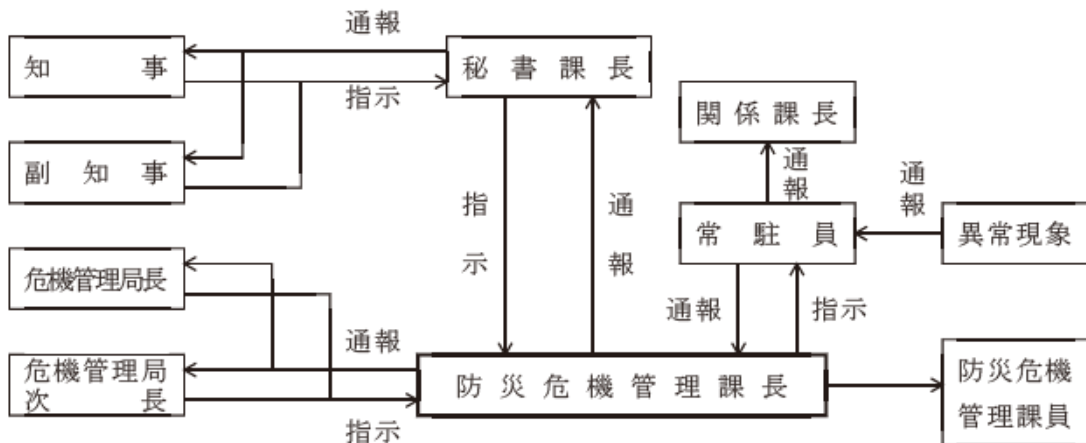 通報
知事
秘書課長
指示
関係課長
副知事
通報
通報
指示
通報
常駐員
異常現象
危機管理局長
通報
指示
通報
危機管理局
次長
防災危機管理課長
防災危機
管理課員
指示